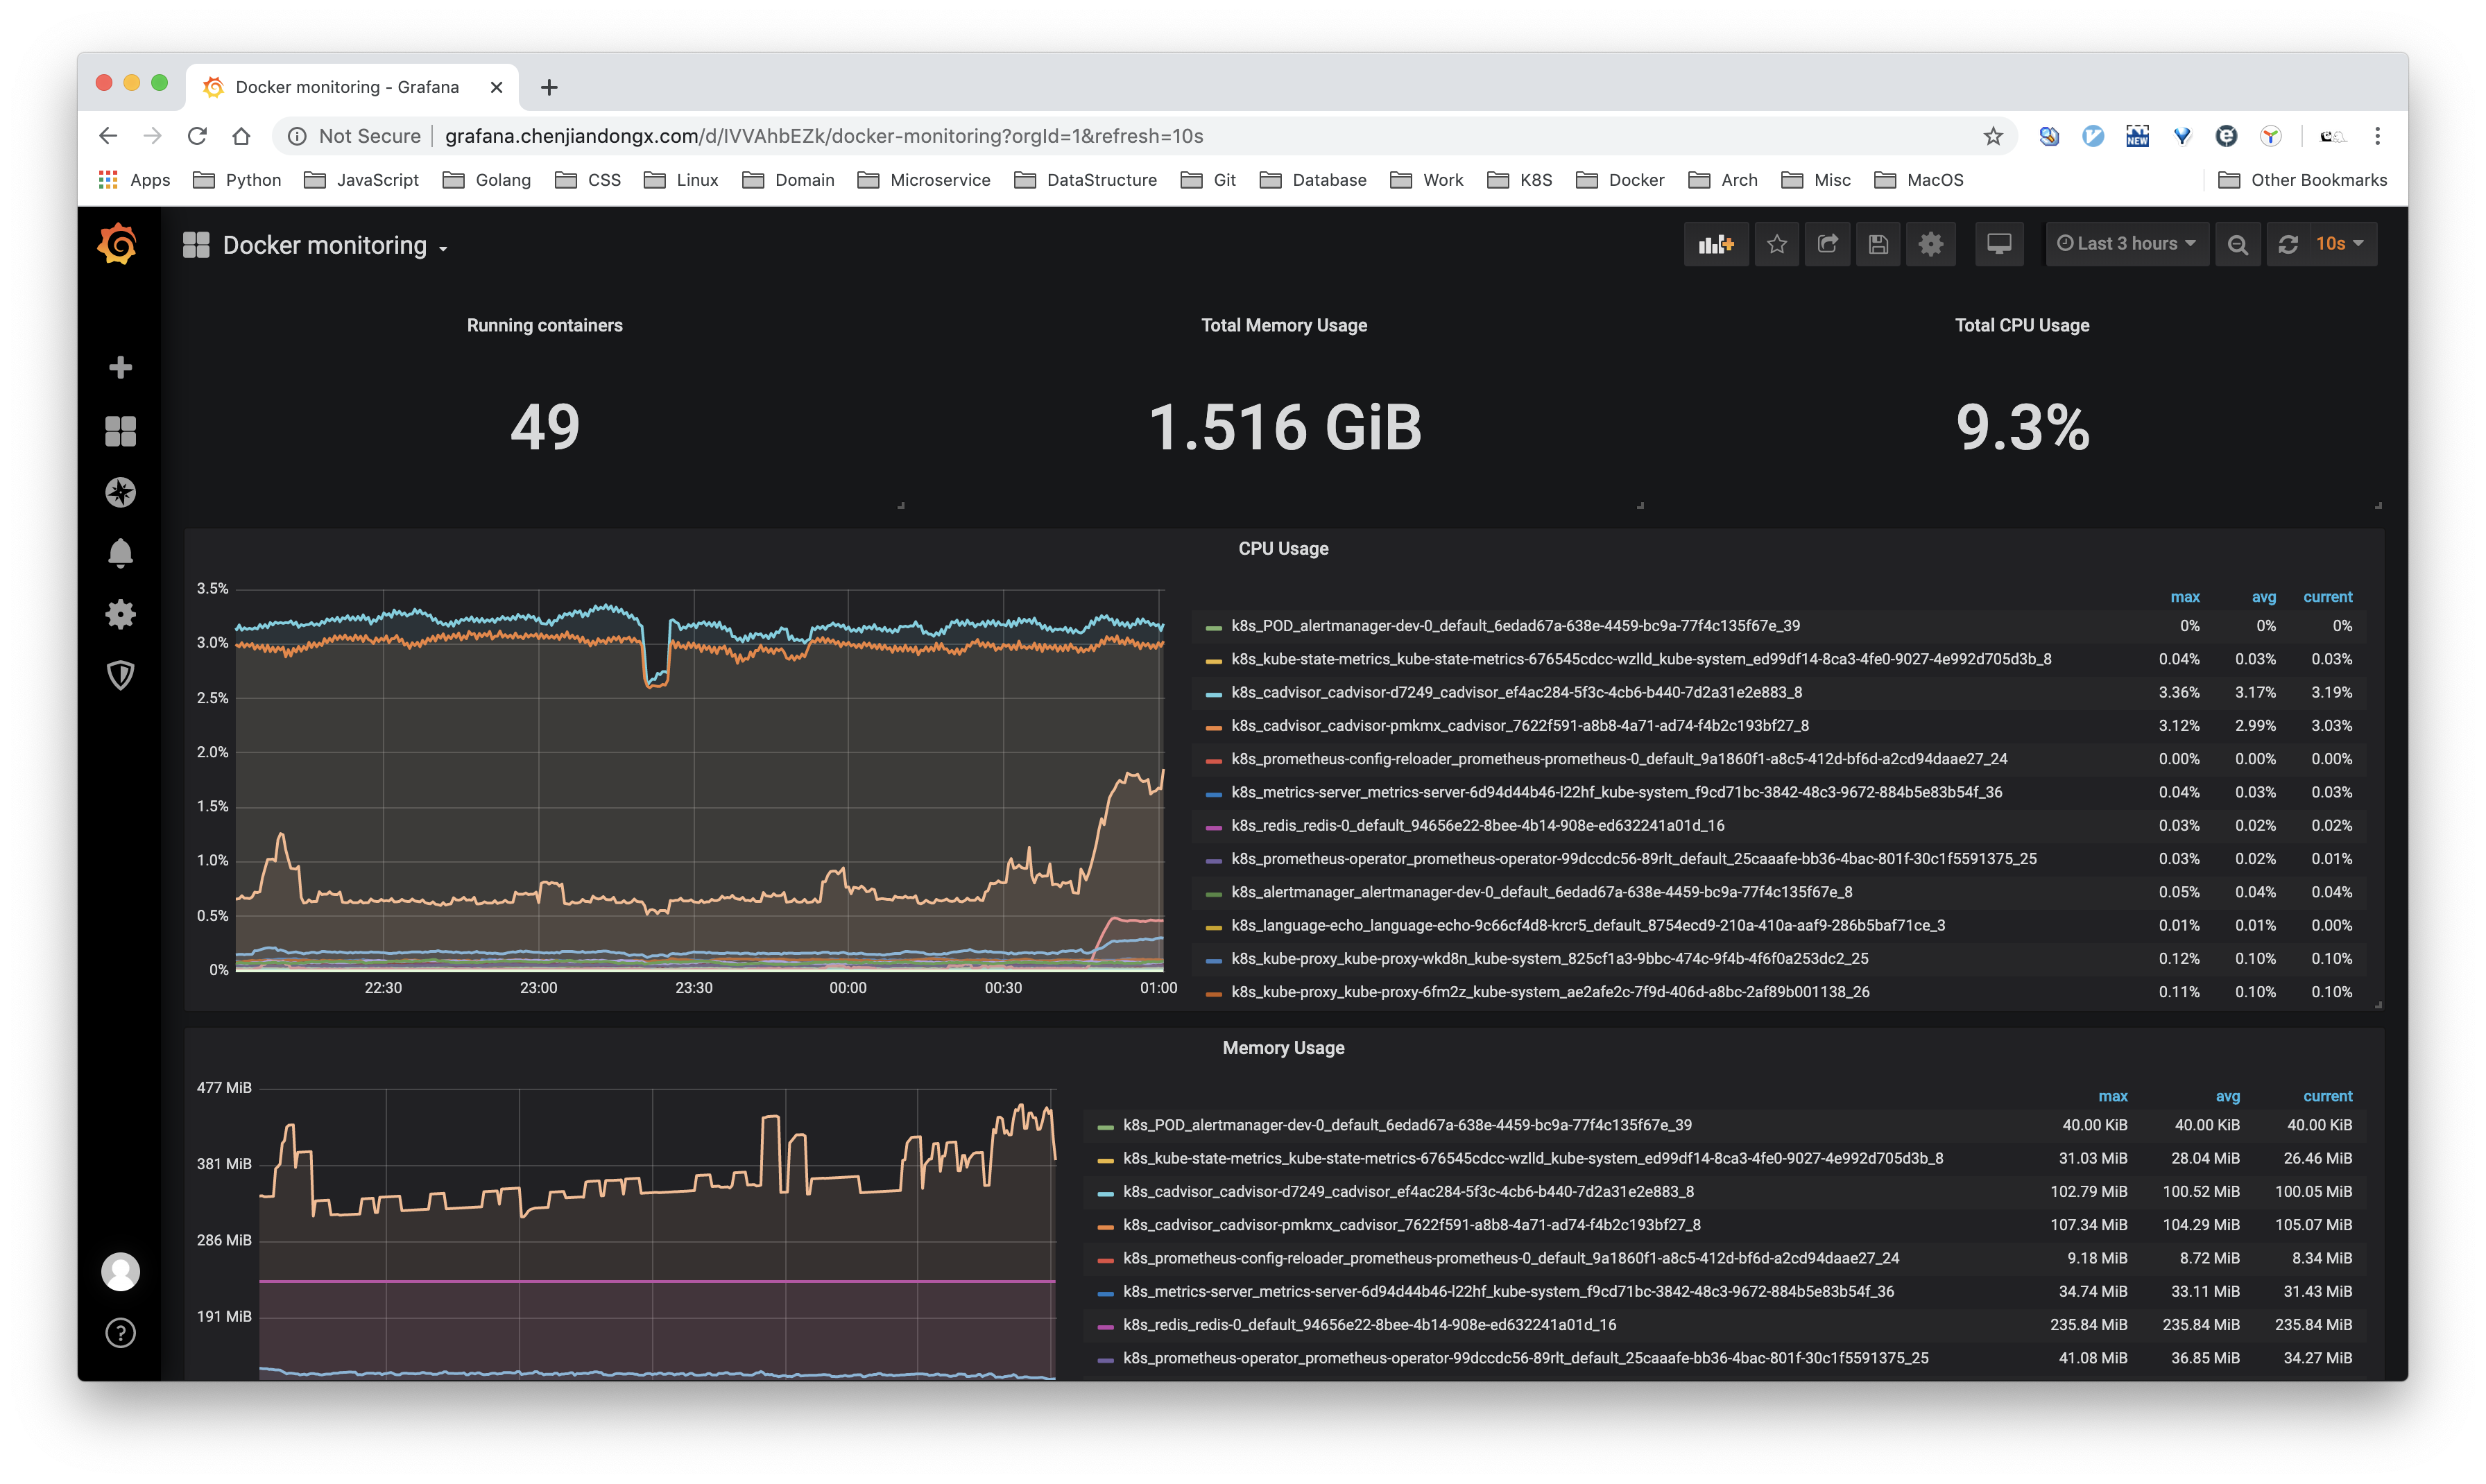 Docker monitoring - Grafana
Not Secure grafana.chenjiandongx.com/d/IVVAhbEZk/docker-monitoring?orgId=1&refresh=10s
NEW
Apps Python JavaScript Golang CSS Linux Domain Microservice DataStructure Git Database Work K8S Docker Arch Misc MacOS Other Bookmarks
Docker monitoring
Last 3 hours 10s
Running containers
49
Total Memory Usage
1.516 GiB
Total CPU Usage
9.3%
CPU Usage
3.5%
3.0%
2.5%
2.0%
1.5%
1.0%
0.5%
0%
22:30 23:00 23:30 00:00 00:30 01:00
max avg current
k8s_POD_alertmanager-dev-0_default_6edad67a-638e-4459-bc9a-77f4c135f67e_39 0% 0% 0%
k8s_kube-state-metrics_kube-state-metrics-676545cdcc-wzlld_kube-system_ed99df14-8ca3-4fe0-9027-4e992d705d3b_8 0.04% 0.03% 0.03%
k8s_cadvisor_cadvisor-d7249_cadvisor_ef4ac284-5f3c-4cb6-b440-7d2a31e2e883_8 3.36% 3.17% 3.19%
k8s_cadvisor_cadvisor-pmkmx_cadvisor_7622f591-a8b8-4a71-ad74-f4b2c193bf27_8 3.12% 2.99% 3.03%
k8s_prometheus-config-reloader_prometheus-prometheus-0_default_9a1860f1-a8c5-412d-bf6d-a2cd94daae27_24 0.00% 0.00% 0.00%
k8s_metrics-server_metrics-server-6d94d44b46-l22hf_kube-system_f9cd71bc-3842-48c3-9672-884b5e83b54f_36 0.04% 0.03% 0.03%
k8s_redis_redis-0_default_94656e22-8bee-4b14-908e-ed632241a01d_16 0.03% 0.02% 0.02%
k8s_prometheus-operator_prometheus-operator-99dccdc56-89rlt_default_25caaafe-bb36-4bac-801f-30c1f5591375_25 0.03% 0.02% 0.01%
k8s_alertmanager_alertmanager-dev-0_default_6edad67a-638e-4459-bc9a-77f4c135f67e_8 0.05% 0.04% 0.04%
k8s_language-echo_language-echo-9c66cf4d8-krcr5_default_8754ecd9-210a-410a-aaf9-286b5baf71ce_3 0.01% 0.01% 0.00%
k8s_kube-proxy_kube-proxy-wkd8n_kube-system_825cf1a3-9bbc-474c-9f4b-4f6f0a253dc2_25 0.12% 0.10% 0.10%
k8s_kube-proxy_kube-proxy-6fm2z_kube-system_ae2afe2c-7f9d-406d-a8bc-2af89b001138_26 0.11% 0.10% 0.10%
Memory Usage
477 MiB
381 MiB
286 MiB
191 MiB
max avg current
k8s_POD_alertmanager-dev-0_default_6edad67a-638e-4459-bc9a-77f4c135f67e_39 40.00 KiB 40.00 KiB 40.00 KiB
k8s_kube-state-metrics_kube-state-metrics-676545cdcc-wzlld_kube-system_ed99df14-8ca3-4fe0-9027-4e992d705d3b_8 31.03 MiB 28.04 MiB 26.46 MiB
k8s_cadvisor_cadvisor-d7249_cadvisor_ef4ac284-5f3c-4cb6-b440-7d2a31e2e883_8 102.79 MiB 100.52 MiB 100.05 MiB
k8s_cadvisor_cadvisor-pmkmx_cadvisor_7622f591-a8b8-4a71-ad74-f4b2c193bf27_8 107.34 MiB 104.29 MiB 105.07 MiB
k8s_prometheus-config-reloader_prometheus-prometheus-0_default_9a1860f1-a8c5-412d-bf6d-a2cd94daae27_24 9.18 MiB 8.72 MiB 8.34 MiB
k8s_metrics-server_metrics-server-6d94d44b46-l22hf_kube-system_f9cd71bc-3842-48c3-9672-884b5e83b54f_36 34.74 MiB 33.11 MiB 31.43 MiB
k8s_redis_redis-0_default_94656e22-8bee-4b14-908e-ed632241a01d_16 235.84 MiB 235.84 MiB 235.84 MiB
k8s_prometheus-operator_prometheus-operator-99dccdc56-89rlt_default_25caaafe-bb36-4bac-801f-30c1f5591375_25 41.08 MiB 36.85 MiB 34.27 MiB